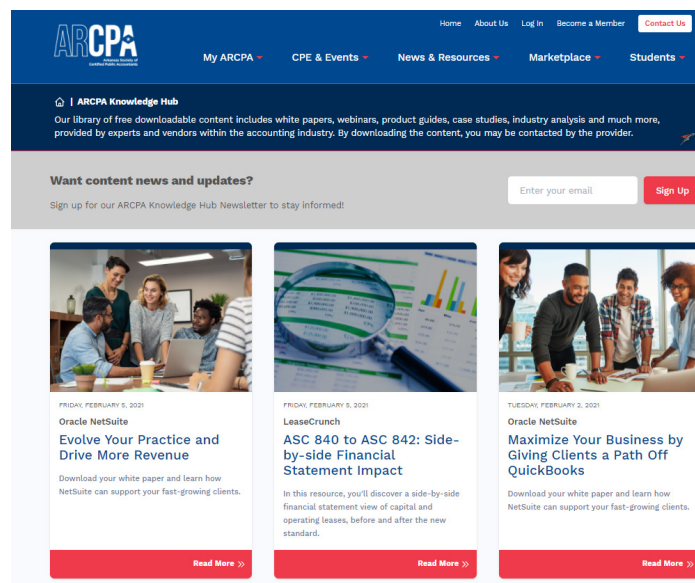 Home About Us Log In Become a Member Contact Us
ARCPA
Arkansas Society of
Certified Public Accountants
My ARCPA CPE & Events News & Resources Marketplace Students
| ARCPA Knowledge Hub
Our library of free downloadable content includes white papers, webinars, product guides, case studies, industry analysis and much more,
provided by experts and vendors within the accounting industry. By downloading the content, you may be contacted by the provider.
Want content news and updates?
Sign up for our ARCPA Knowledge Hub Newsletter to stay informed!
Enter your email
Sign Up
FRIDAY, FEBRUARY 5, 2021
Oracle NetSuite
Evolve Your Practice and
Drive More Revenue
Download your white paper and learn how
NetSuite can support your fast-growing clients.
Read More »
FRIDAY, FEBRUARY 5, 2021
LeaseCrunch
ASC 840 to ASC 842: Side-
by-side Financial
Statement Impact
In this resource, you'll discover a side-by-side
financial statement view of capital and
operating leases, before and after the new
standard.
Read More »
TUESDAY, FEBRUARY 2, 2021
Oracle NetSuite
Maximize Your Business by
Giving Clients a Path Off
QuickBooks
Download your white paper and learn how
NetSuite can support your fast-growing clients.
Read More »